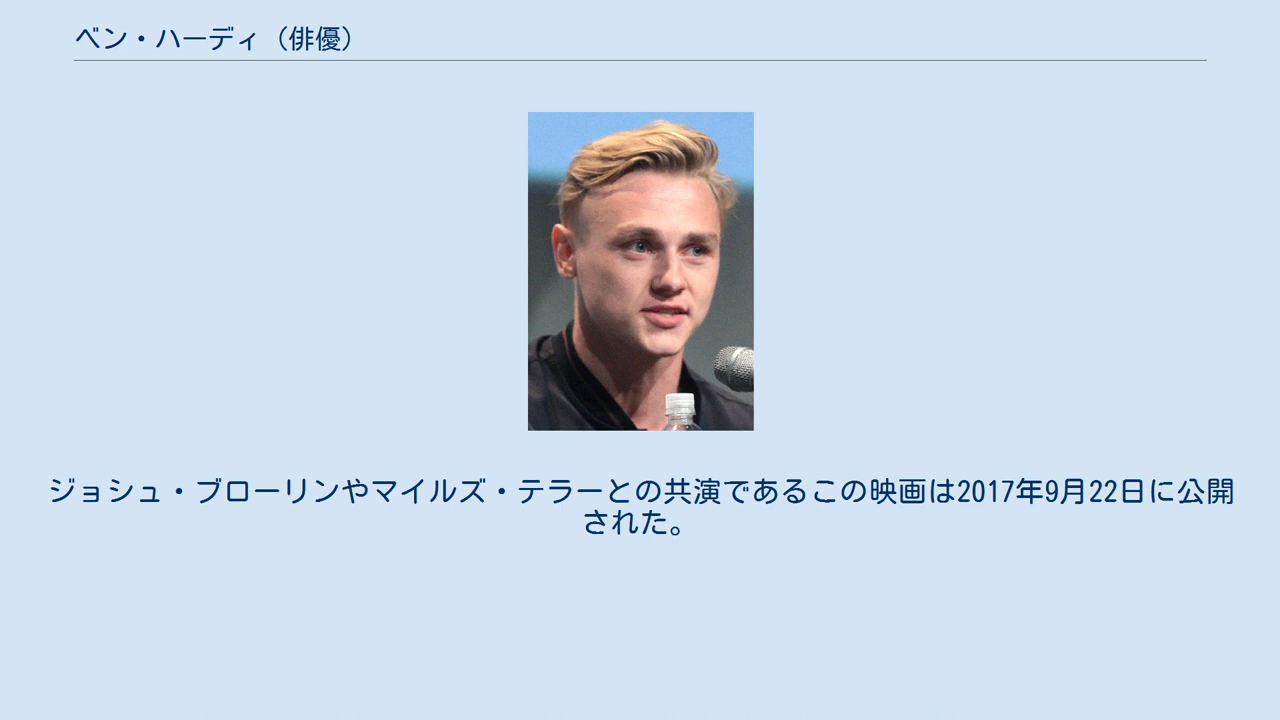 ベン・ハーディ（俳優）
ジョシュ・ブローリンやマイルズ・テラーとの共演であるこの映画は2017年9月22日に公開
された。